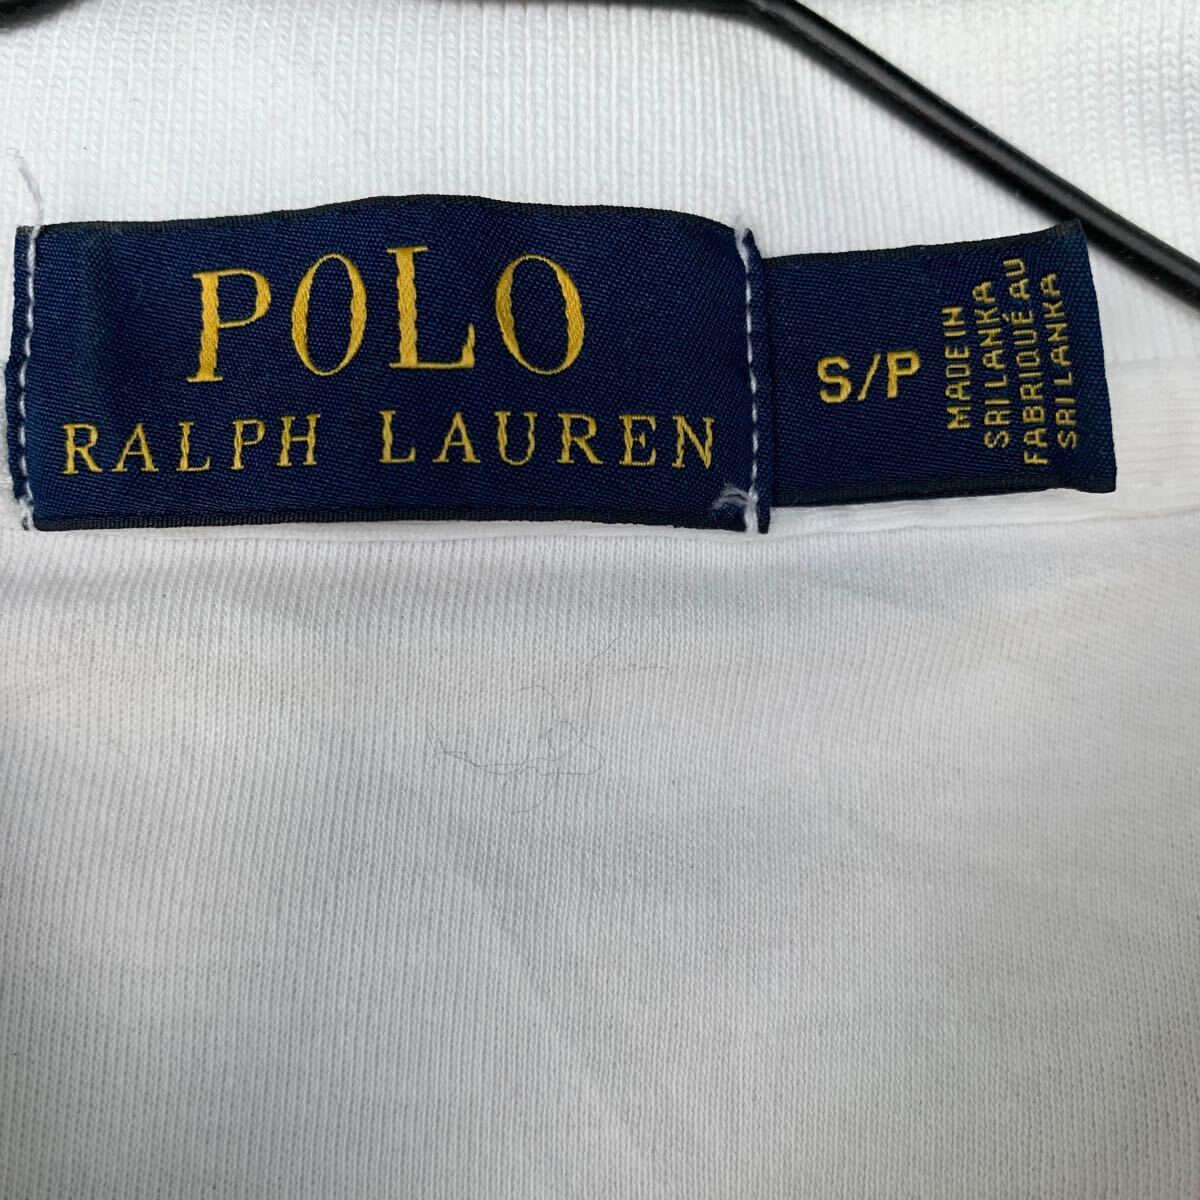 POLO
RALPH LAUREN
S/P
MADE IN
SRI LANKA
FABRIQUÉ AU
SRI LANKA